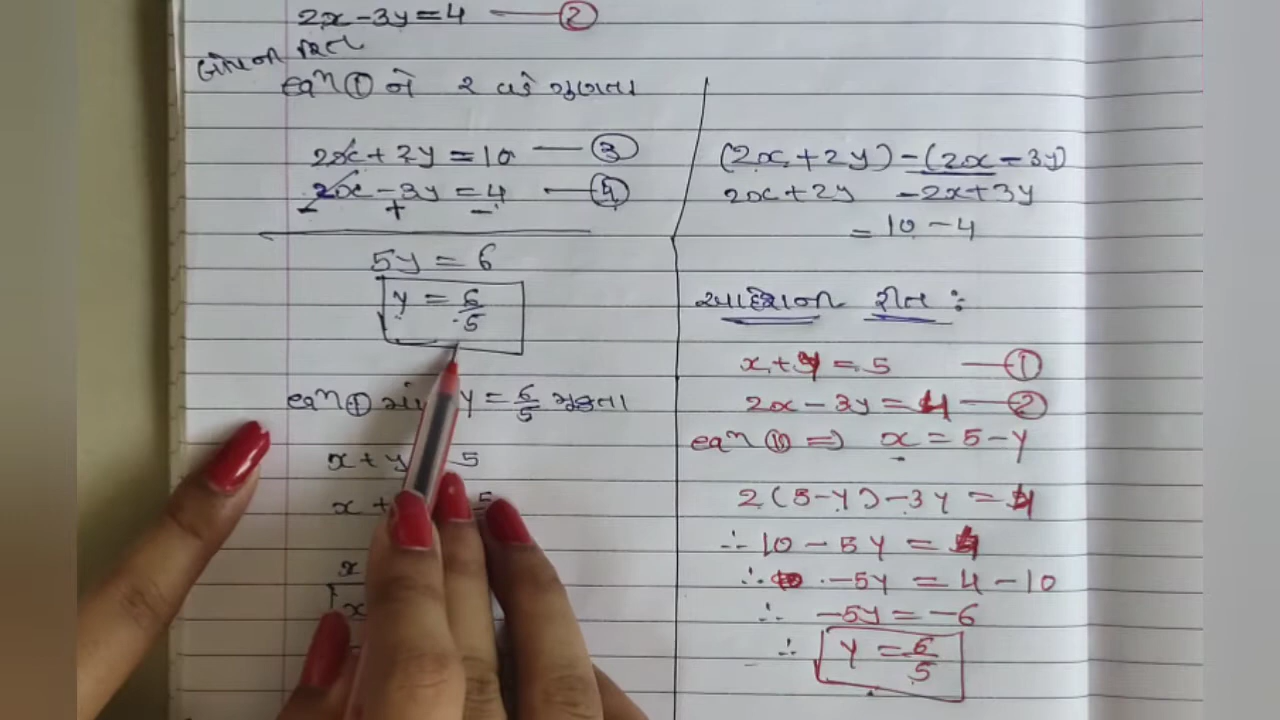 2x - 3y = 4 —— ②
લોપની રીત
eqⁿ ① ને 2 વડે ગુણતા
2x + 2y = 10 —— ③
2x - 3y = 4 —— ④
- + -
5y = 6
y = 6/5
eqⁿ ① માં y = 6/5 મુકતા
x + y 5
x + 5
x
x
(2x + 2y) - (2x - 3y)
2x + 2y - 2x + 3y
= 10 - 4
આદેશની રીત :
x + y = 5 —— ①
2x - 3y = 4 —— ②
eqⁿ ① ⇒ x = 5 - y
2(5-y) - 3y = 4
∴ 10 - 5y = 4
∴ -5y = 4 - 10
∴ -5y = -6
∴ y = 6/5